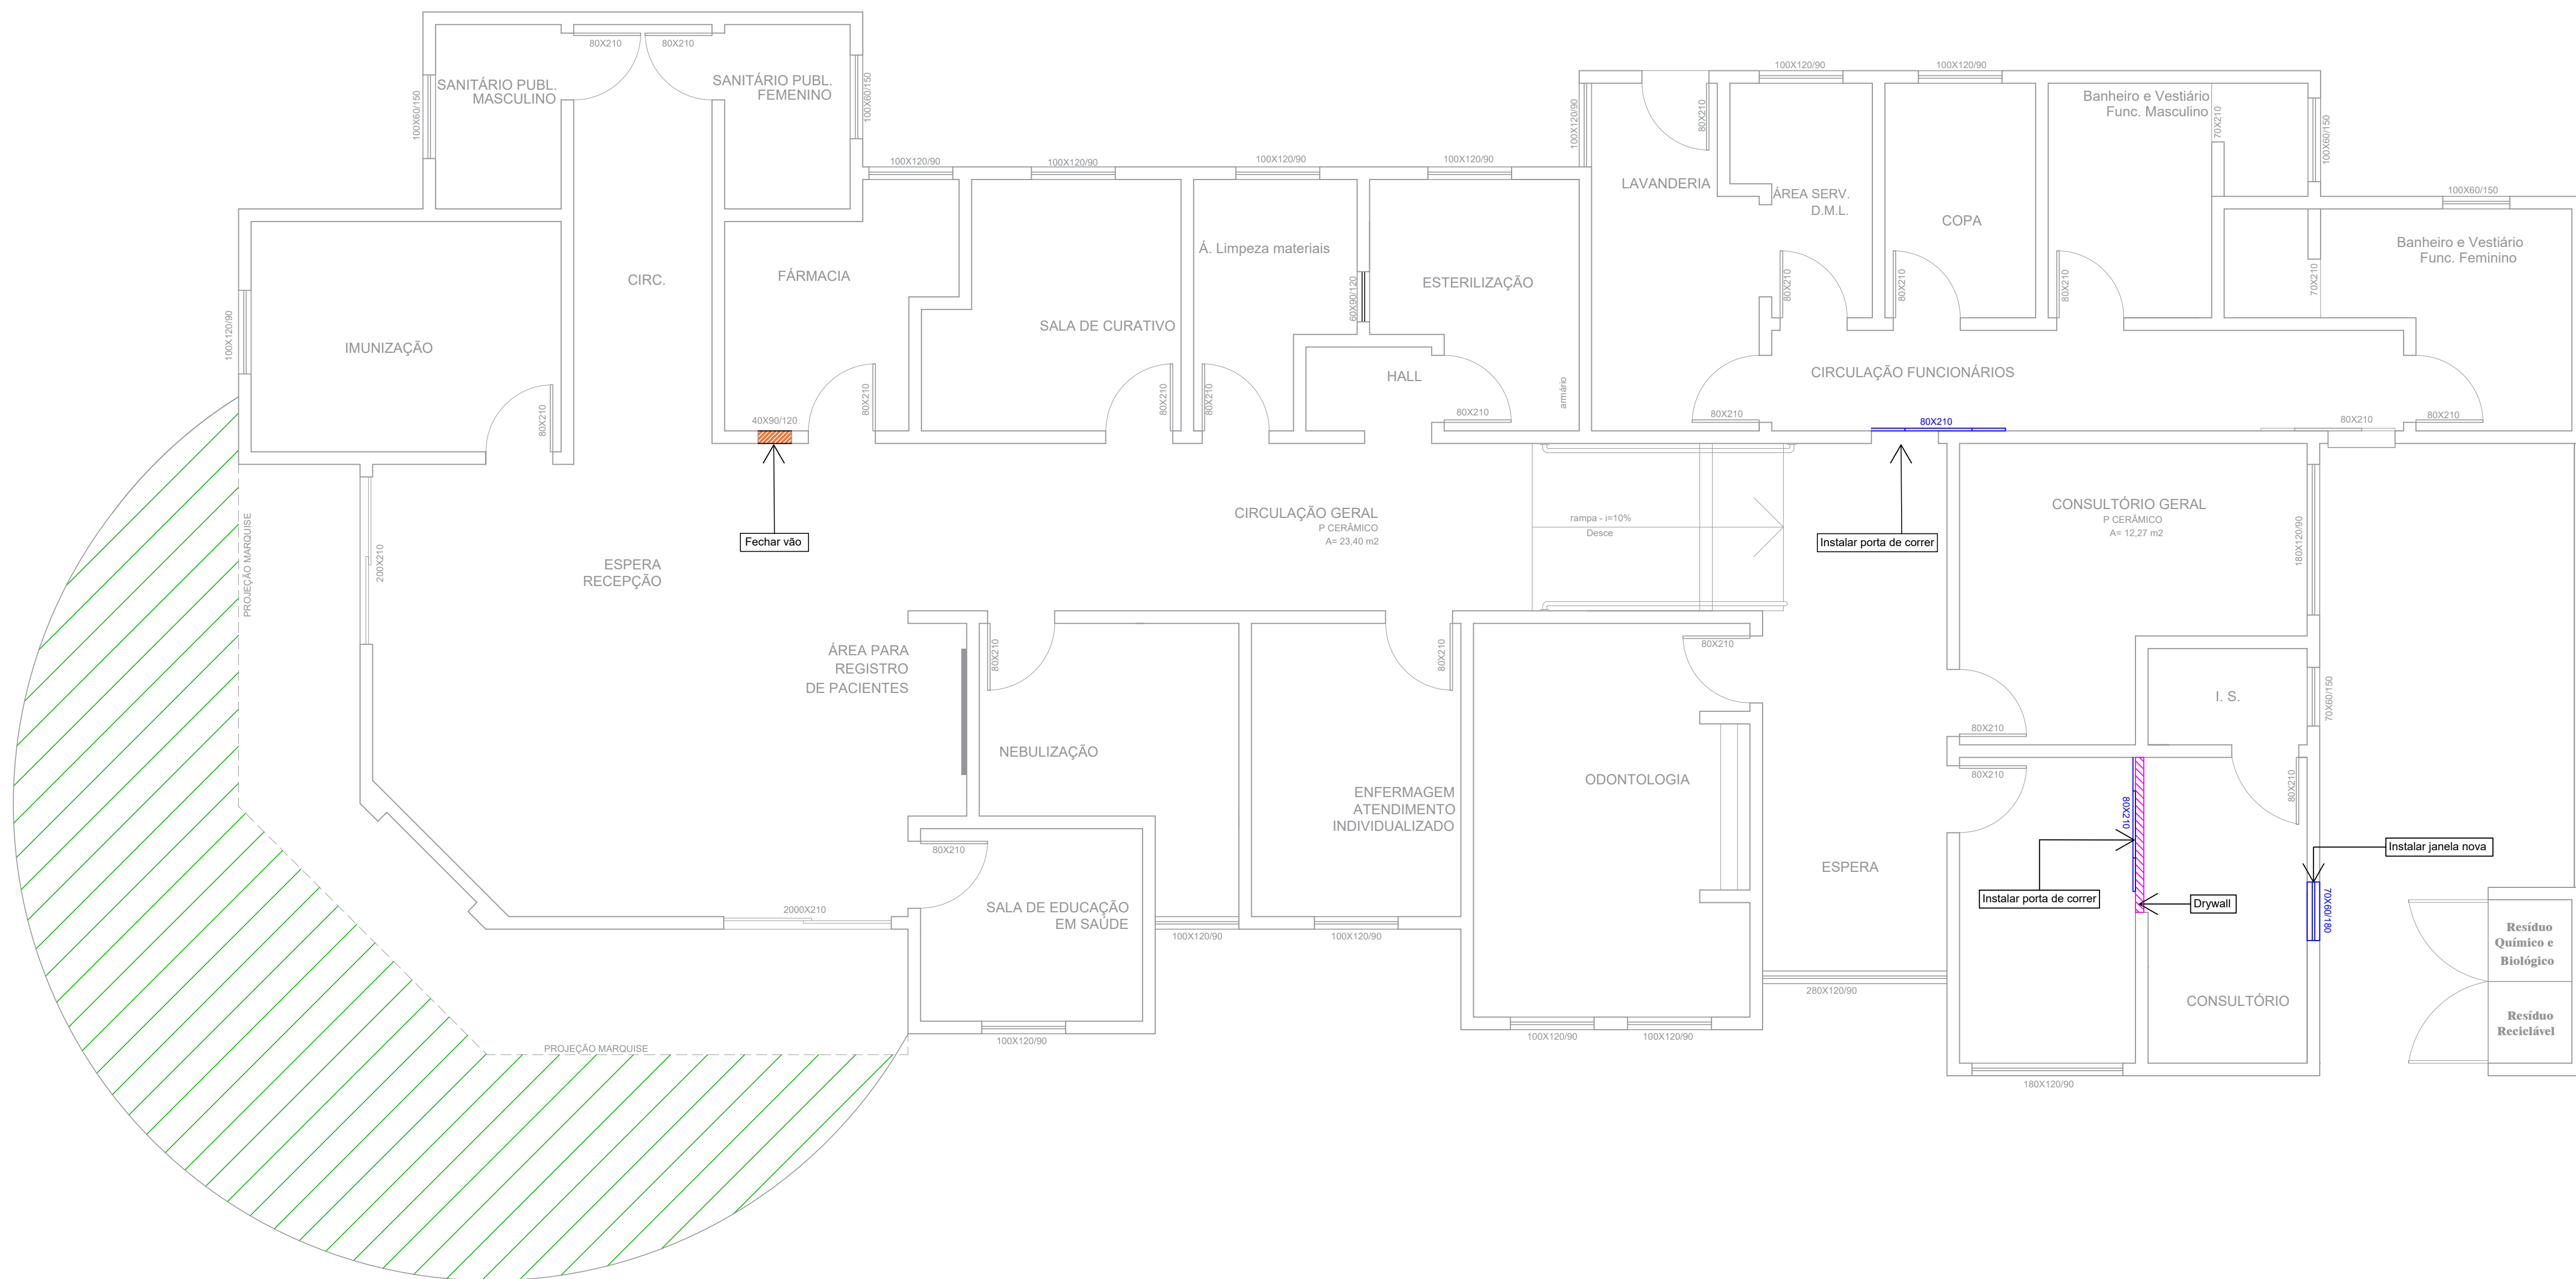 80X210
80X210
SANITÁRIO PUBL.
MASCULINO
SANITÁRIO PUBL.
FEMENINO
100X60/150
100X60/150
100X120/90
100X120/90
100X120/90
100X120/90
100X120/90
100X120/90
100X120/90
80X210
LAVANDERIA
ÁREA SERV.
D.M.L.
COPA
Banheiro e Vestiário
Func. Masculino
70X210
100X60/150
100X60/150
Banheiro e Vestiário
Func. Feminino
70X210
CIRC.
FÁRMACIA
Á. Limpeza materiais
ESTERILIZAÇÃO
60X90/120
SALA DE CURATIVO
IMUNIZAÇÃO
100X120/90
80X210
80X210
80X210
80X210
80X210
80X210
80X210
HALL
armário
CIRCULAÇÃO FUNCIONÁRIOS
40X90/120
80X210
80X210
80X210
80X210
80X210
Fechar vão
PROJEÇÃO MARQUISE
200X210
ESPERA
RECEPÇÃO
CIRCULAÇÃO GERAL
P CERÂMICO
A= 23,40 m2
rampa - i=10%
Desce
Instalar porta de correr
CONSULTÓRIO GERAL
P CERÂMICO
A= 12,27 m2
180X120/90
ÁREA PARA
REGISTRO
DE PACIENTES
80X210
80X210
80X210
I. S.
70X60/150
80X210
NEBULIZAÇÃO
ENFERMAGEM
ATENDIMENTO
INDIVIDUALIZADO
ODONTOLOGIA
80X210
80X210
80X210
80X210
ESPERA
Instalar porta de correr
Drywall
Instalar janela nova
70X60/180
2000X210
SALA DE EDUCAÇÃO
EM SAÚDE
100X120/90
100X120/90
280X120/90
CONSULTÓRIO
Resíduo
Químico e
Biológico
Resíduo
Reciclável
PROJEÇÃO MARQUISE
100X120/90
100X120/90
100X120/90
180X120/90